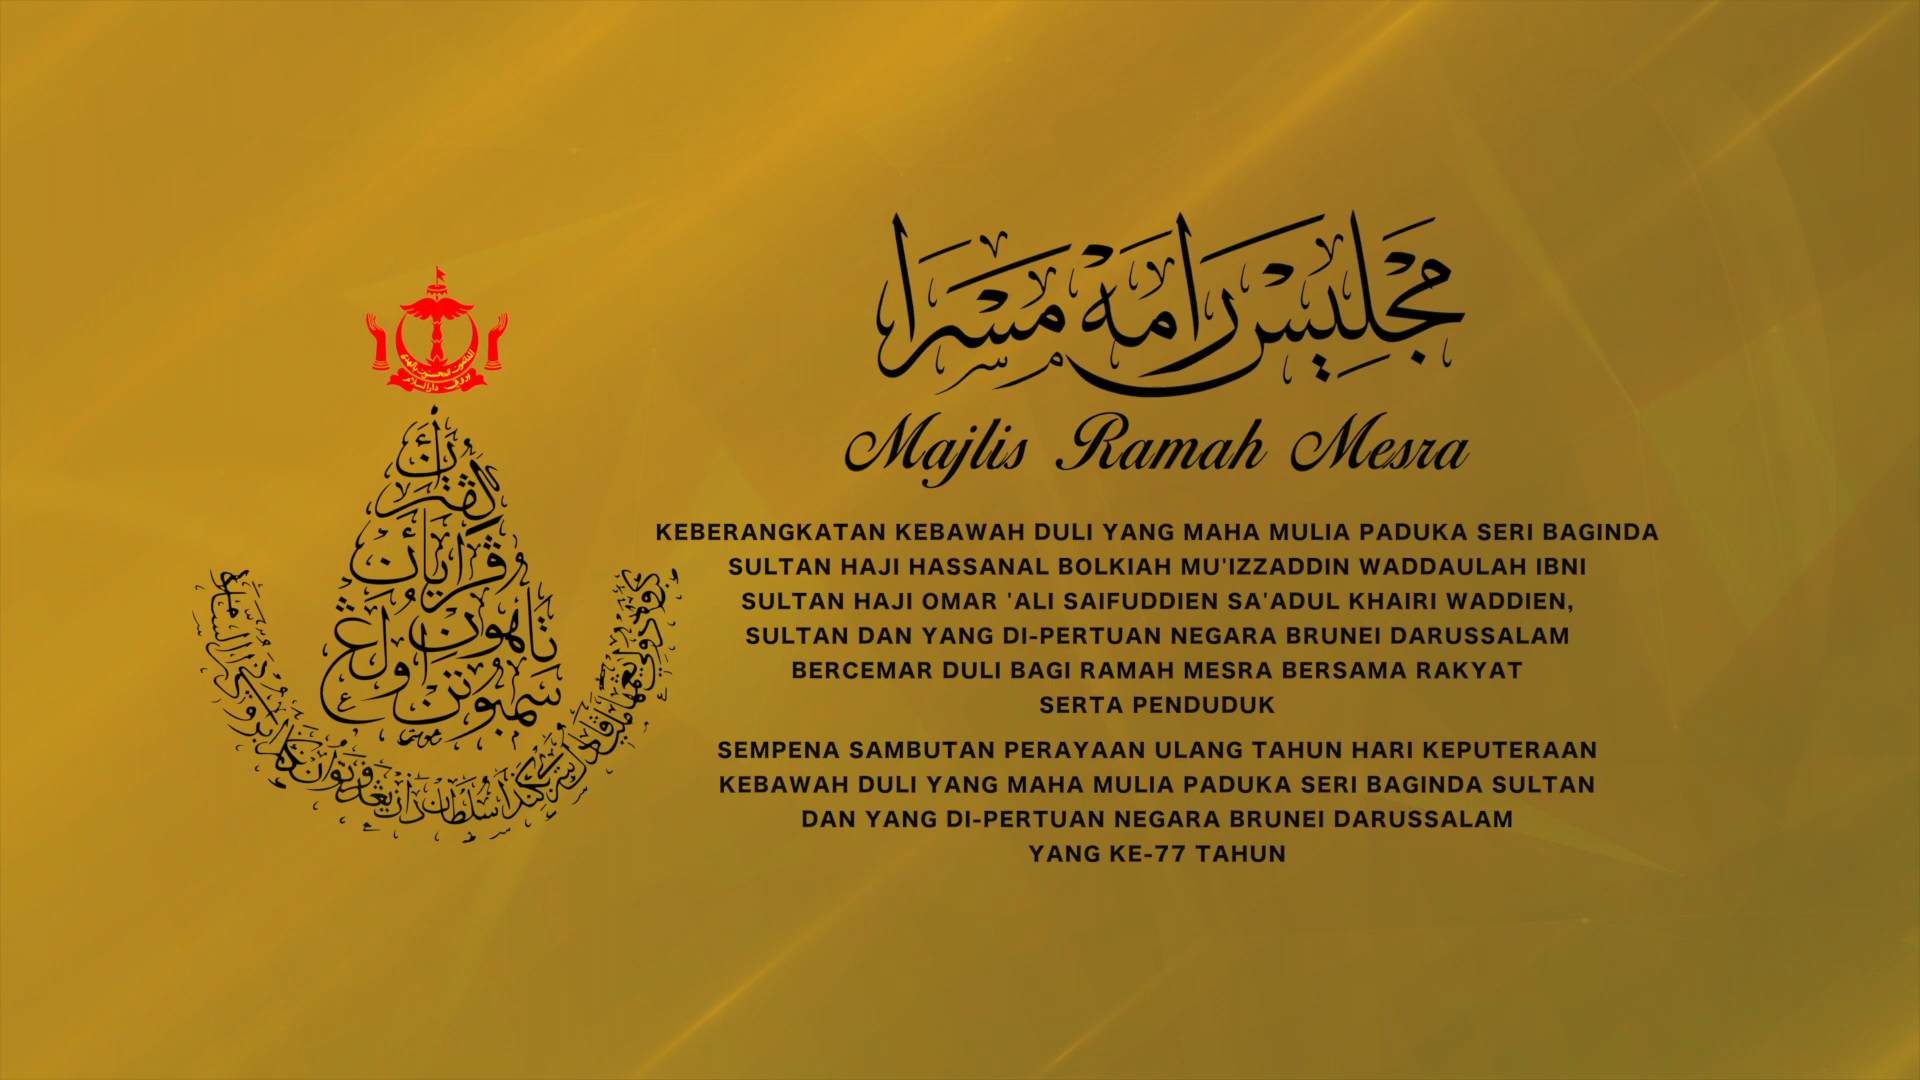 مجليس رامه مسرا
Majlis Ramah Mesra
KEBERANGKATAN KEBAWAH DULI YANG MAHA MULIA PADUKA SERI BAGINDA
SULTAN HAJI HASSANAL BOLKIAH MU'IZZADDIN WADDAULAH IBNI
SULTAN HAJI OMAR 'ALI SAIFUDDIEN SA'ADUL KHAIRI WADDIEN,
SULTAN DAN YANG DI-PERTUAN NEGARA BRUNEI DARUSSALAM
BERCEMAR DULI BAGI RAMAH MESRA BERSAMA RAKYAT
SERTA PENDUDUK
SEMPENA SAMBUTAN PERAYAAN ULANG TAHUN HARI KEPUTERAAN
KEBAWAH DULI YANG MAHA MULIA PADUKA SERI BAGINDA SULTAN
DAN YANG DI-PERTUAN NEGARA BRUNEI DARUSSALAM
YANG KE-77 TAHUN